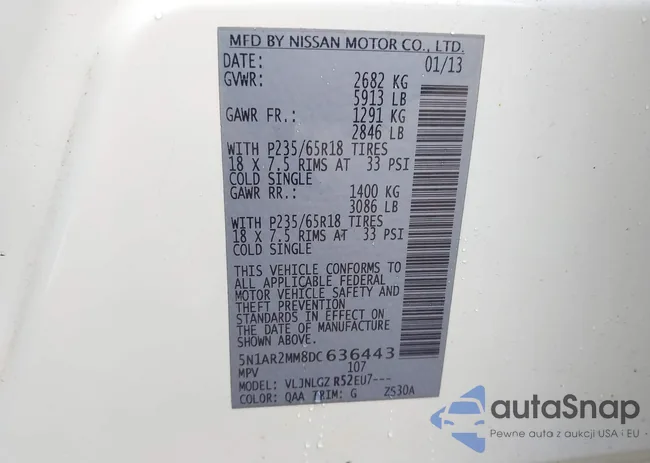 MFD BY NISSAN MOTOR CO., LTD.
DATE: 01/13
GVWR: 2682 KG
5913 LB
GAWR FR.: 1291 KG
2846 LB
WITH P235/65R18 TIRES
18 X 7.5 RIMS AT 33 PSI
COLD SINGLE
GAWR RR.: 1400 KG
3086 LB
WITH P235/65R18 TIRES
18 X 7.5 RIMS AT 33 PSI
COLD SINGLE
THIS VEHICLE CONFORMS TO
ALL APPLICABLE FEDERAL
MOTOR VEHICLE SAFETY AND
THEFT PREVENTION
STANDARDS IN EFFECT ON
THE DATE OF MANUFACTURE
SHOWN ABOVE.
5N1AR2MM8DC636443
MPV 107
MODEL: VLJNLGZ R52EU7---
COLOR: QAA TRIM: G ZS30A
autaSnap
Pewne auta z aukcji USA i EU